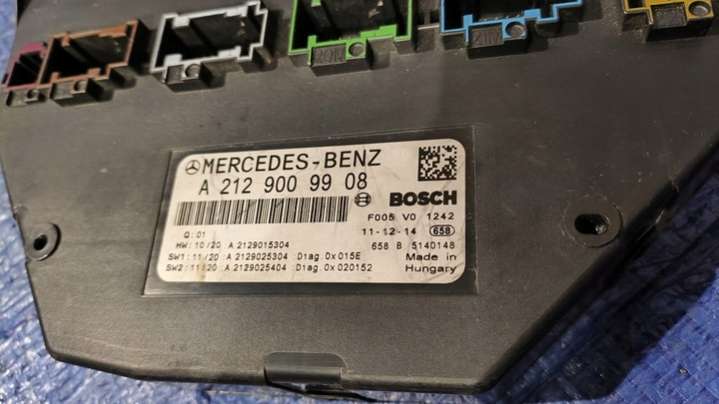 MERCEDES-BENZ
A 212 900 99 08
BOSCH
F005 V0 1242
Q: 01
11-12-14 658
HW: 10/20 A 2129015304
658 B 514D148
SW1: 11/20 :A 2129025304 :Diag.0x015E
Made in
SW2: 11/20 :A 2129025404 :Diag.0x020152
Hungary